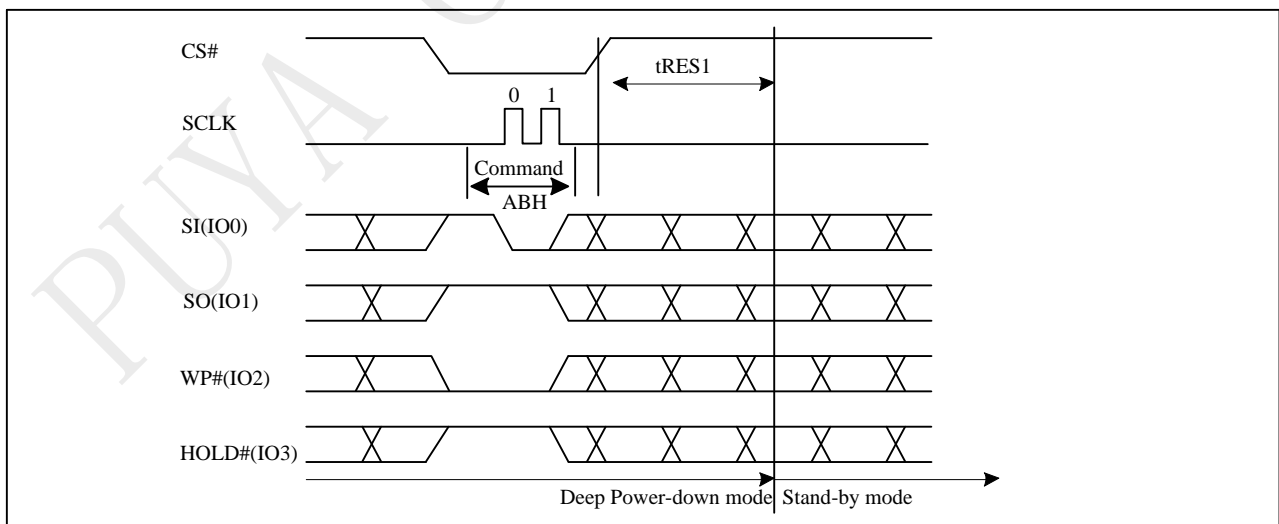 CS#
tRES1
0 1
SCLK
Command
ABH
SI(IO0)
SO(IO1)
WP#(IO2)
HOLD#(IO3)
Deep Power-down mode Stand-by mode
PUYA